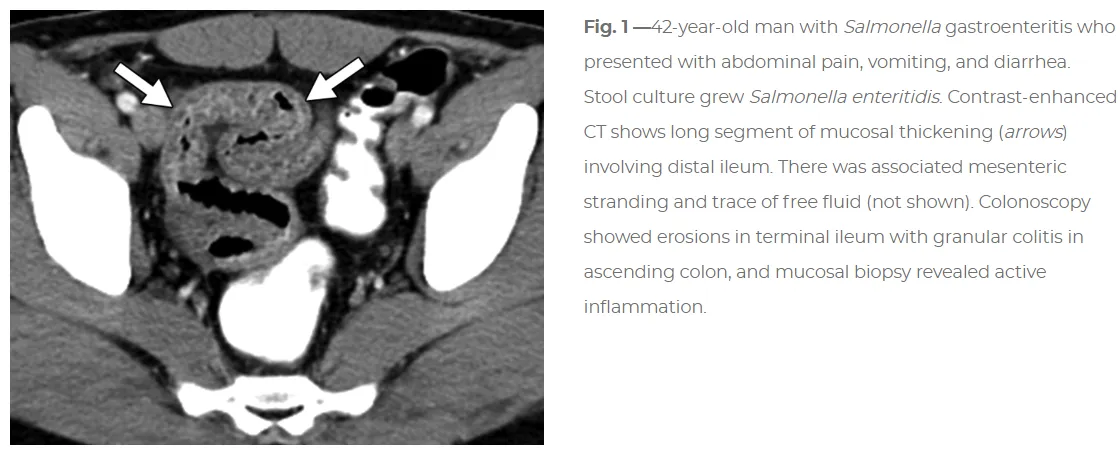 Fig. 1 —42-year-old man with Salmonella gastroenteritis who
presented with abdominal pain, vomiting, and diarrhea.
Stool culture grew Salmonella enteritidis. Contrast-enhanced
CT shows long segment of mucosal thickening (arrows)
involving distal ileum. There was associated mesenteric
stranding and trace of free fluid (not shown). Colonoscopy
showed erosions in terminal ileum with granular colitis in
ascending colon, and mucosal biopsy revealed active
inflammation.